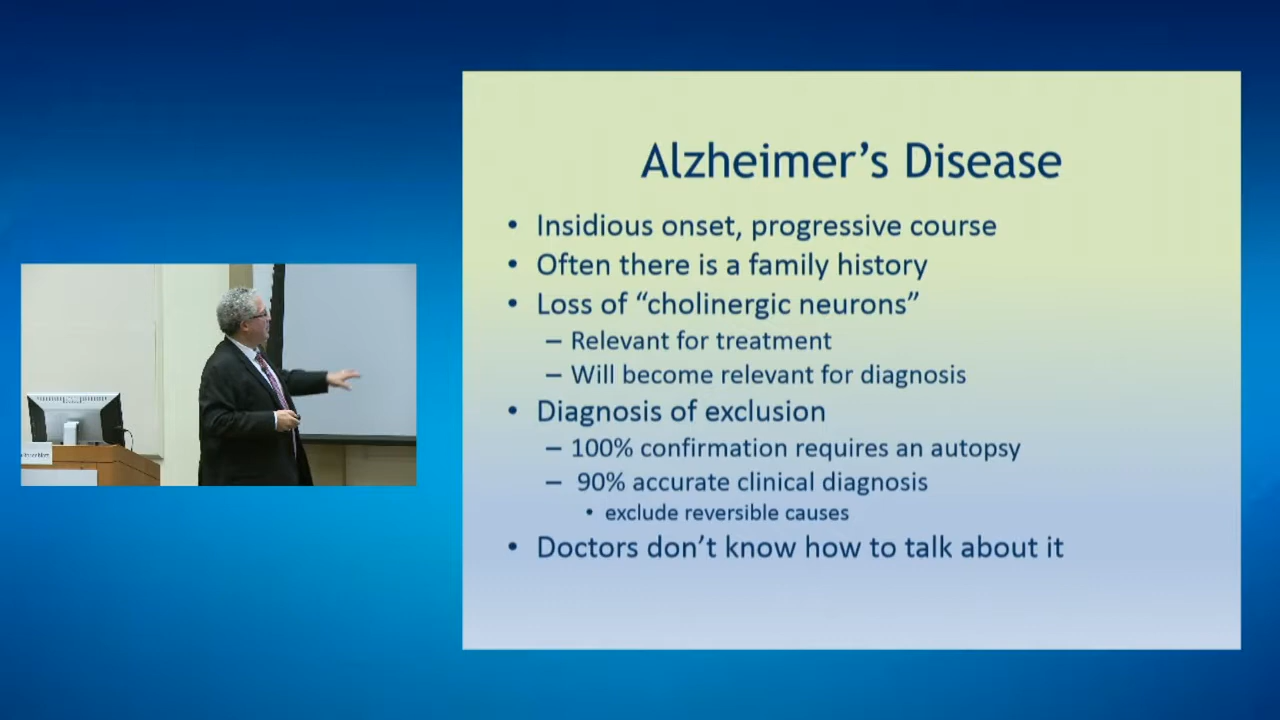 Alzheimer's Disease
• Insidious onset, progressive course
• Often there is a family history
• Loss of “cholinergic neurons”
– Relevant for treatment
– Will become relevant for diagnosis
• Diagnosis of exclusion
– 100% confirmation requires an autopsy
– 90% accurate clinical diagnosis
• exclude reversible causes
• Doctors don't know how to talk about it